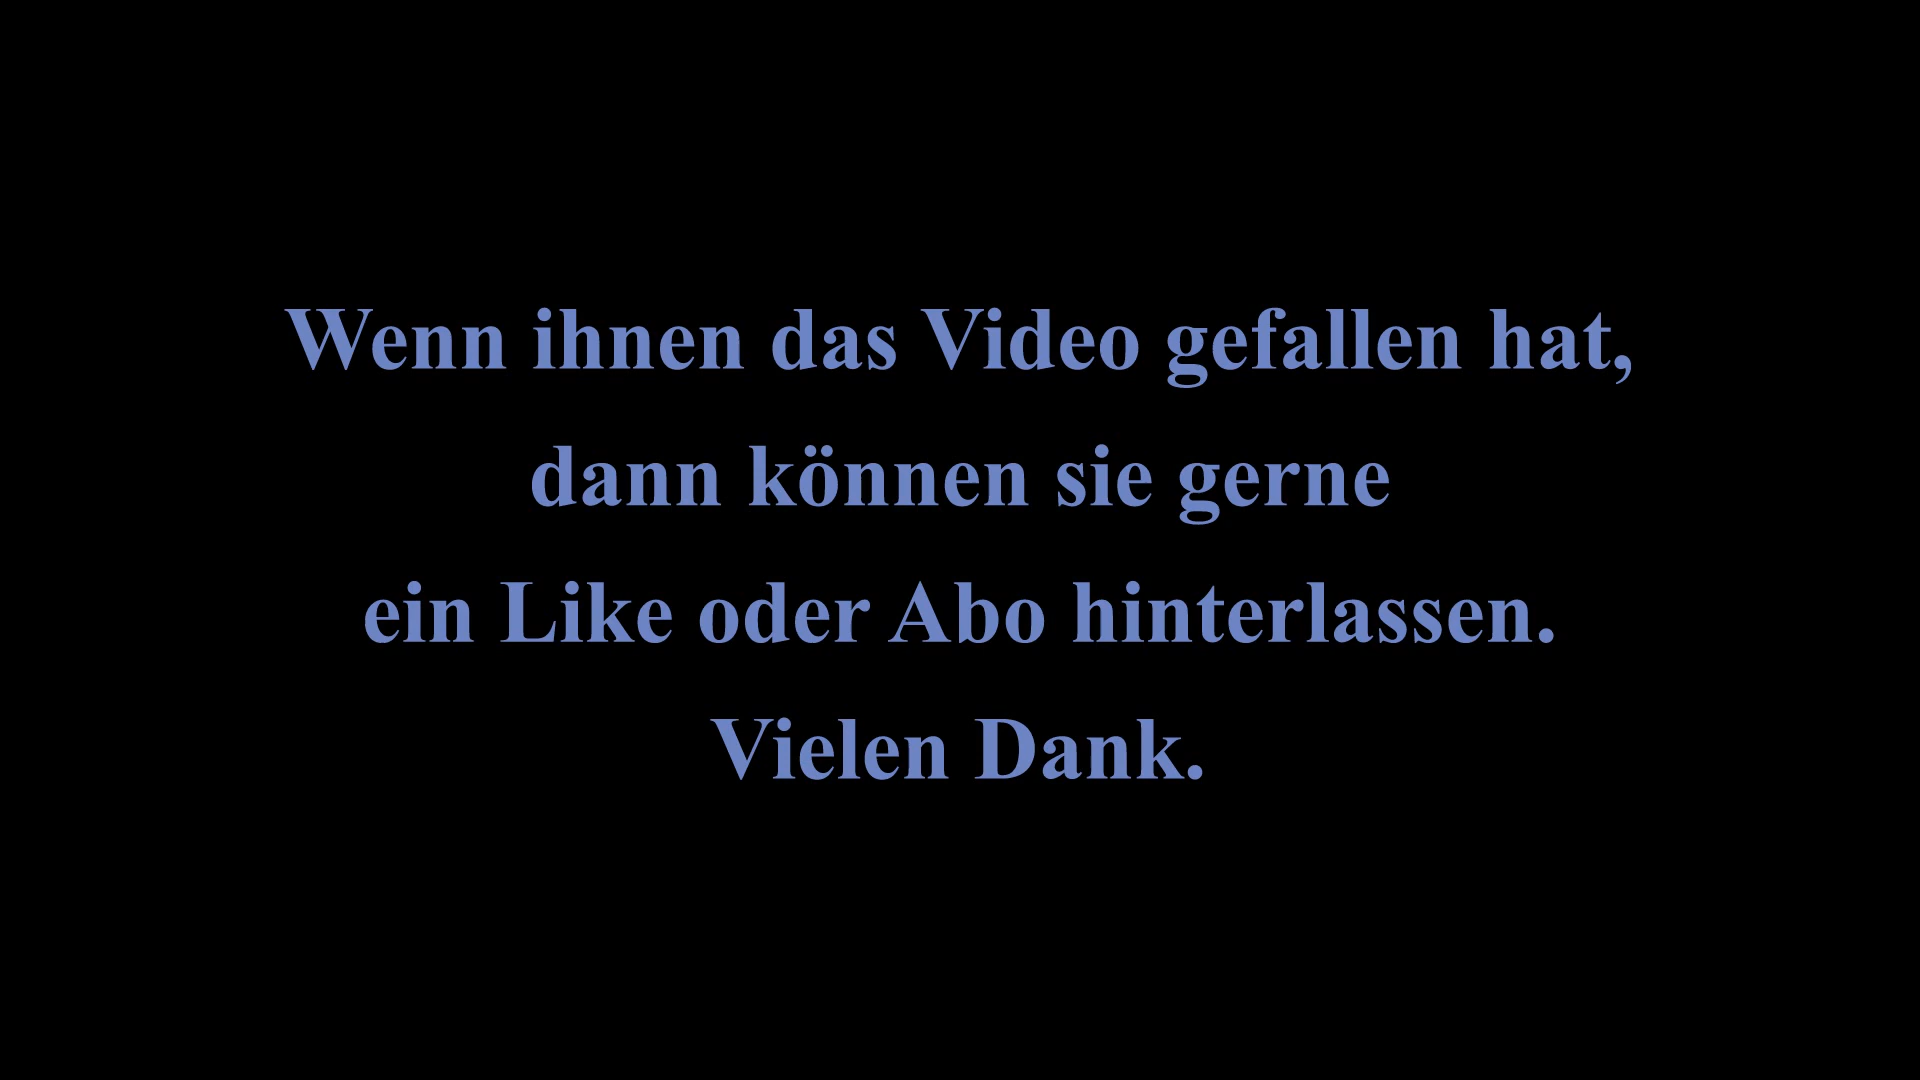 Wenn ihnen das Video gefallen hat,
dann können sie gerne
ein Like oder Abo hinterlassen.
Vielen Dank.